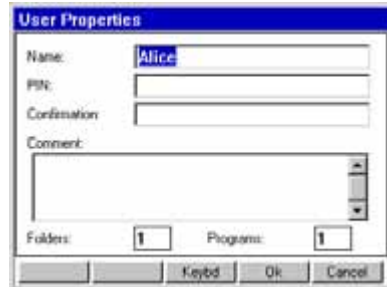 User Properties
Name: Alice
PIN:
Confirmation:
Comment:
Folders: 1 Programs: 1
Keybd Ok Cancel